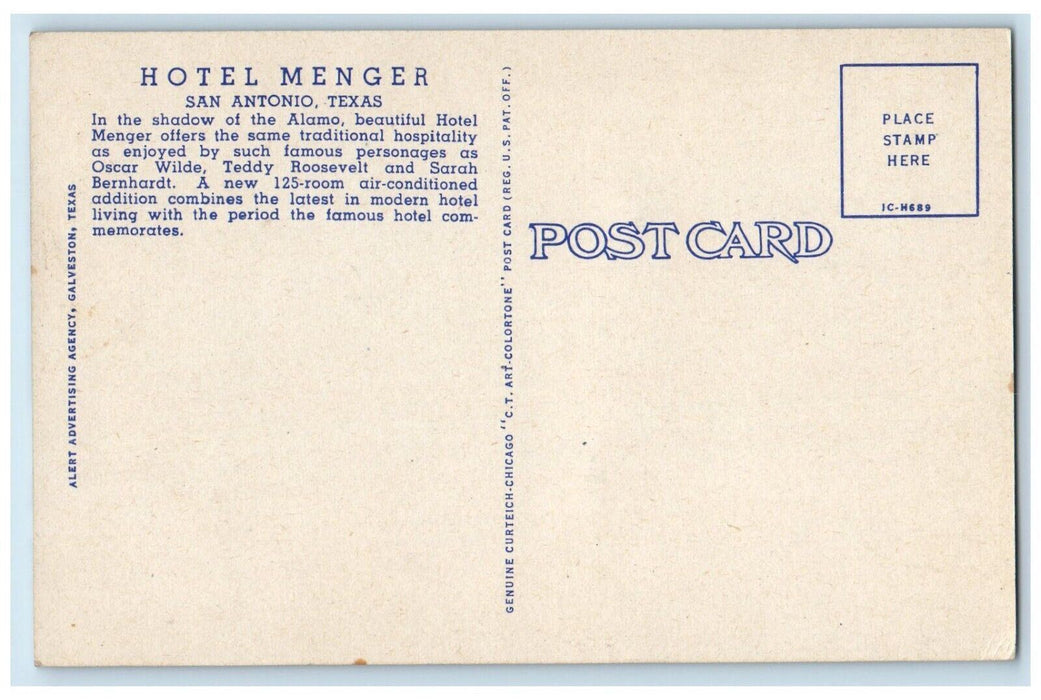 HOTEL MENGER
SAN ANTONIO, TEXAS
In the shadow of the Alamo, beautiful Hotel
Menger offers the same traditional hospitality
as enjoyed by such famous personages as
Oscar Wilde, Teddy Roosevelt and Sarah
Bernhardt. A new 125-room air-conditioned
addition combines the latest in modern hotel
living with the period the famous hotel com-
memorates.
ALERT ADVERTISING AGENCY, GALVESTON, TEXAS
GENUINE CURTEICH-CHICAGO "C.T. ART-COLORTONE" POST CARD (REG. U.S. PAT. OFF.)
POST CARD
PLACE
STAMP
HERE
1C-H689